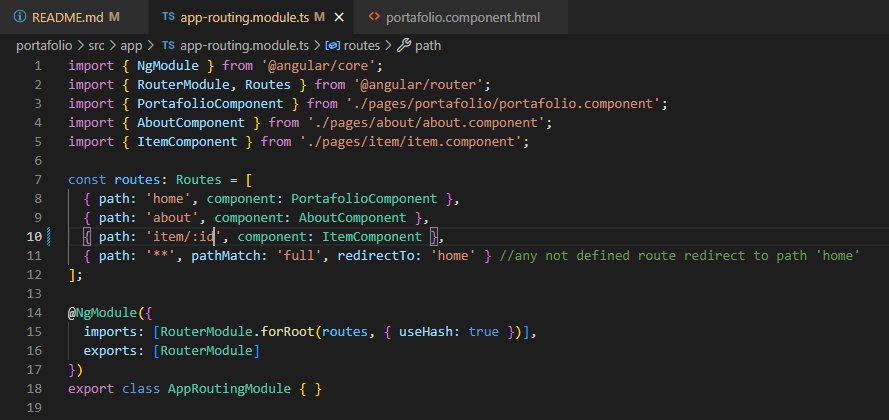 README.md M app-routing.module.ts M portafolio.component.html
portafolio > src > app > TS app-routing.module.ts > routes > path
1 import { NgModule } from '@angular/core';
2 import { RouterModule, Routes } from '@angular/router';
3 import { PortafolioComponent } from './pages/portafolio/portafolio.component';
4 import { AboutComponent } from './pages/about/about.component';
5 import { ItemComponent } from './pages/item/item.component';
6
7 const routes: Routes = [
8   { path: 'home', component: PortafolioComponent },
9   { path: 'about', component: AboutComponent },
10   { path: 'item/:id', component: ItemComponent },
11   { path: '**', pathMatch: 'full', redirectTo: 'home' } //any not defined route redirect to path 'home'
12 ];
13
14 @NgModule({
15   imports: [RouterModule.forRoot(routes, { useHash: true })],
16   exports: [RouterModule]
17 })
18 export class AppRoutingModule { }
19